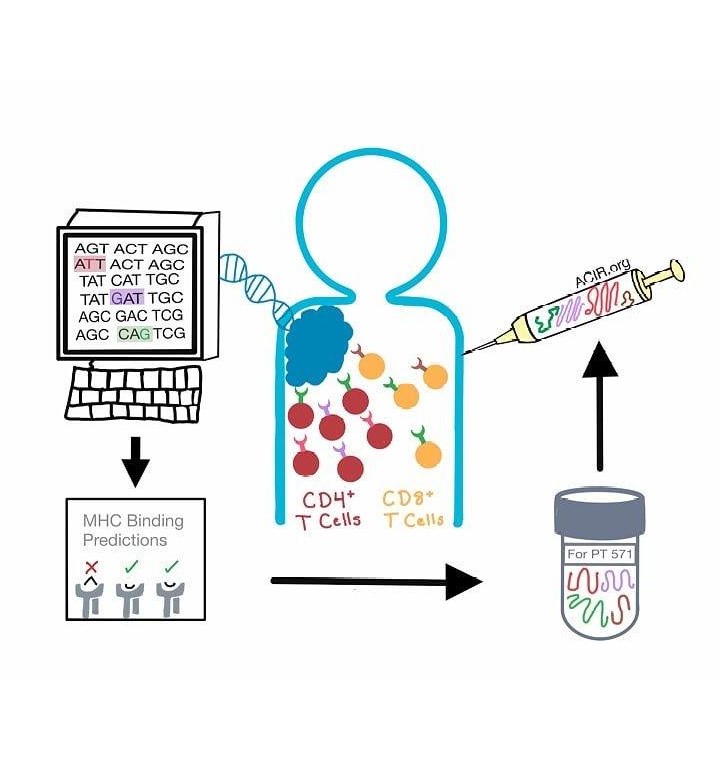 AGT ACT AGC
ATT ACT AGC
TAT CAT TGC
TAT GAT TGC
AGC GAC TCG
AGC CAG TCG
ACIR.org
MHC Binding
Predictions
CD4⁺
T Cells
CD8⁺
T Cells
For PT 571